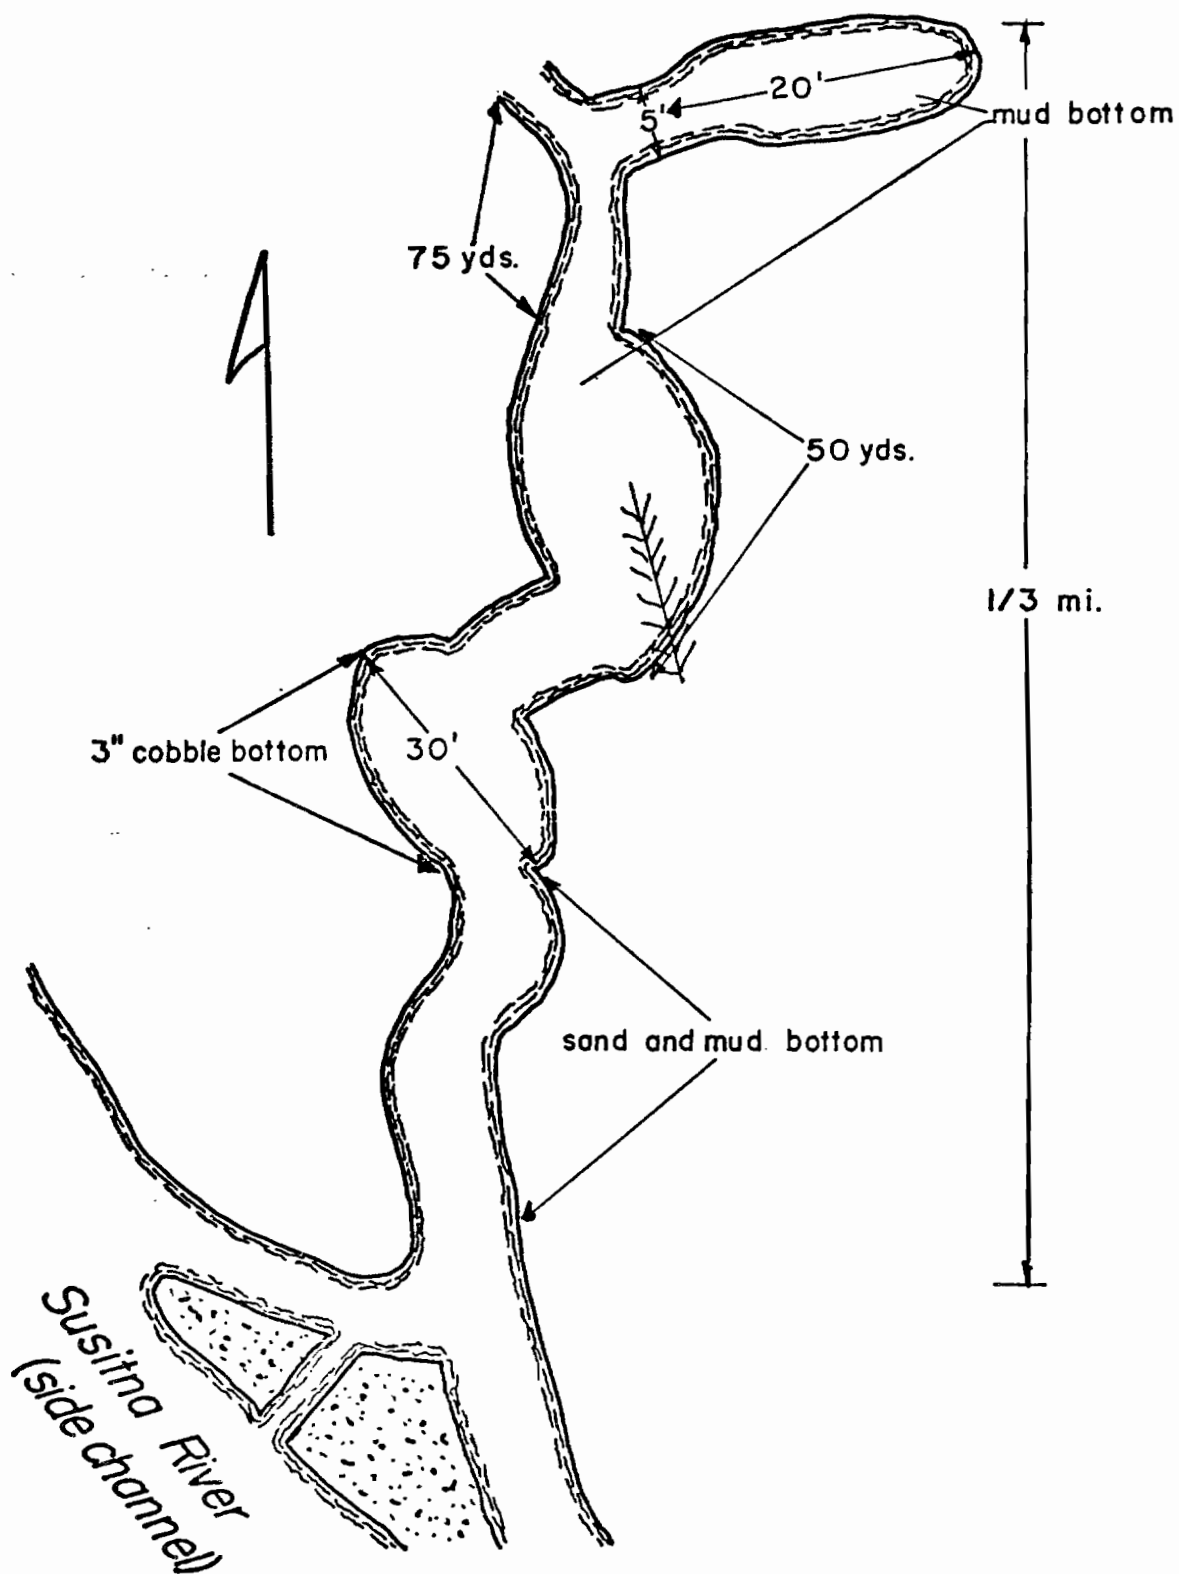 20'
5'
mud bottom
75 yds.
50 yds.
1/3 mi.
3" cobble bottom
30'
sand and mud bottom
Susitna River
(side channel)